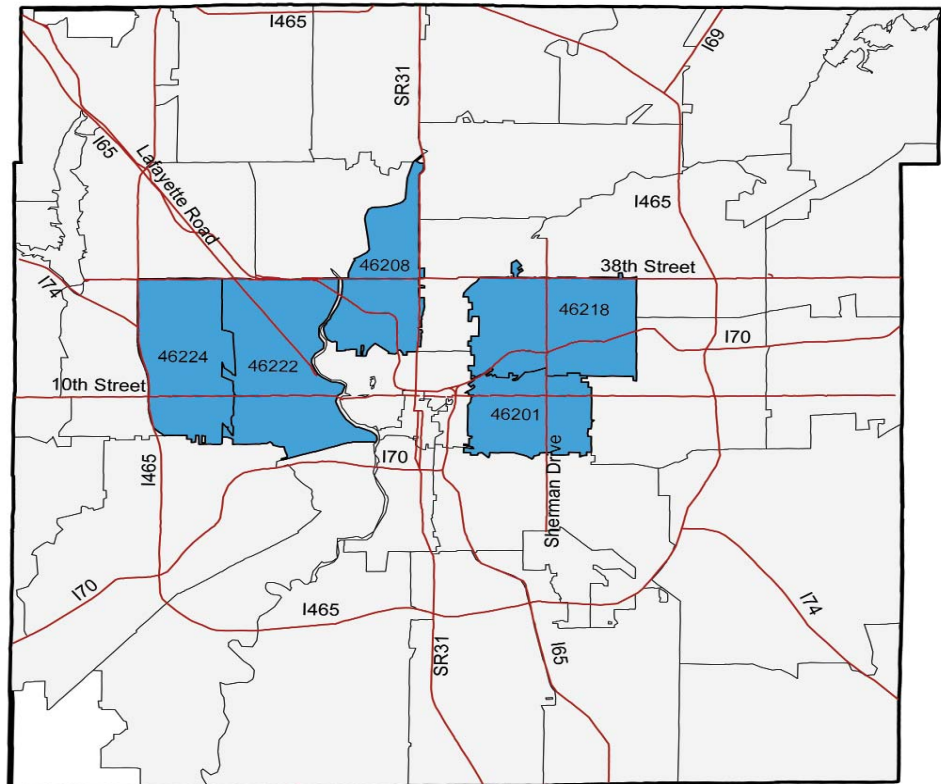 I465
I69
SR31
I65
Lafayette Road
I465
46208
38th Street
I74
46218
I70
46224
46222
10th Street
46201
I70
I465
Sherman Drive
I70
I465
I74
SR31
I65